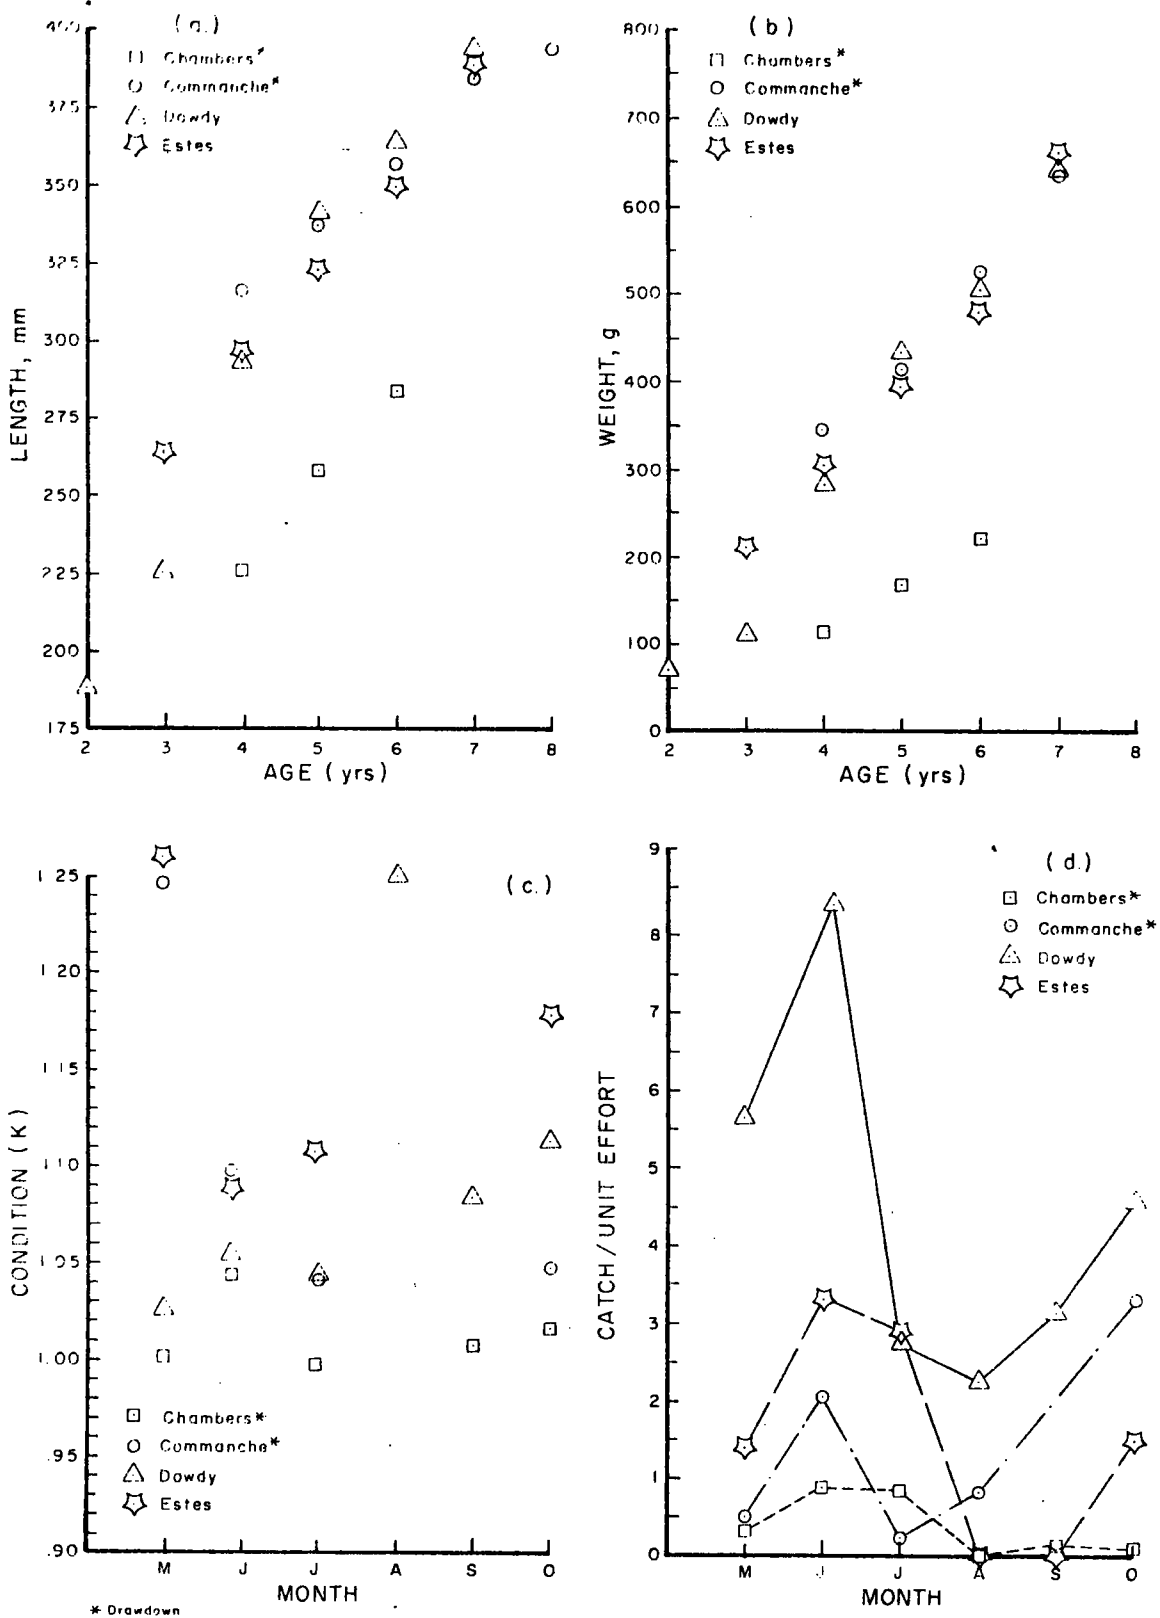 (a.)
Chambers*
Commanche*
Dowdy
Estes
400
375
350
325
300
275
250
225
200
175
LENGTH, mm
2 3 4 5 6 7 8
AGE (yrs)
(b)
Chambers*
Commanche*
Dowdy
Estes
800
700
600
500
400
300
200
100
0
WEIGHT, g
2 3 4 5 6 7 8
AGE (yrs)
(c.)
1.25
1.20
1.15
1.10
1.05
1.00
.95
.90
CONDITION (K)
Chambers*
Commanche*
Dowdy
Estes
M J J A S O
MONTH
* Drawdown
(d.)
Chambers*
Commanche*
Dowdy
Estes
9
8
7
6
5
4
3
2
1
0
CATCH/UNIT EFFORT
M J J A S O
MONTH